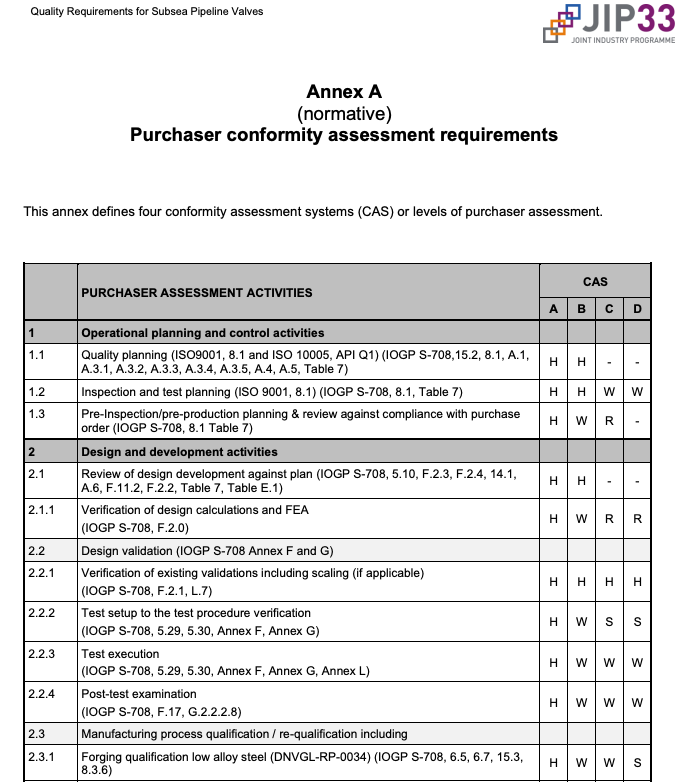 Quality Requirements for Subsea Pipeline Valves
JIP33
JOINT INDUSTRY PROGRAMME
Annex A
(normative)
Purchaser conformity assessment requirements
This annex defines four conformity assessment systems (CAS) or levels of purchaser assessment.
PURCHASER ASSESSMENT ACTIVITIES
CAS
A B C D
1 Operational planning and control activities
1.1 Quality planning (ISO9001, 8.1 and ISO 10005, API Q1) (IOGP S-708,15.2, 8.1, A.1,
A.3.1, A.3.2, A.3.3, A.3.4, A.3.5, A.4, A.5, Table 7) H H - -
1.2 Inspection and test planning (ISO 9001, 8.1) (IOGP S-708, 8.1, Table 7) H H W W
1.3 Pre-Inspection/pre-production planning & review against compliance with purchase
order (IOGP S-708, 8.1 Table 7) H W R -
2 Design and development activities
2.1 Review of design development against plan (IOGP S-708, 5.10, F.2.3, F.2.4, 14.1,
A.6, F.11.2, F.2.2, Table 7, Table E.1) H H - -
2.1.1 Verification of design calculations and FEA
(IOGP S-708, F.2.0) H W R R
2.2 Design validation (IOGP S-708 Annex F and G)
2.2.1 Verification of existing validations including scaling (if applicable)
(IOGP S-708, F.2.1, L.7) H H H H
2.2.2 Test setup to the test procedure verification
(IOGP S-708, 5.29, 5.30, Annex F, Annex G) H W S S
2.2.3 Test execution
(IOGP S-708, 5.29, 5.30, Annex F, Annex G, Annex L) H W W W
2.2.4 Post-test examination
(IOGP S-708, F.17, G.2.2.2.8) H W W W
2.3 Manufacturing process qualification / re-qualification including
2.3.1 Forging qualification low alloy steel (DNVGL-RP-0034) (IOGP S-708, 6.5, 6.7, 15.3,
8.3.6) H W W S